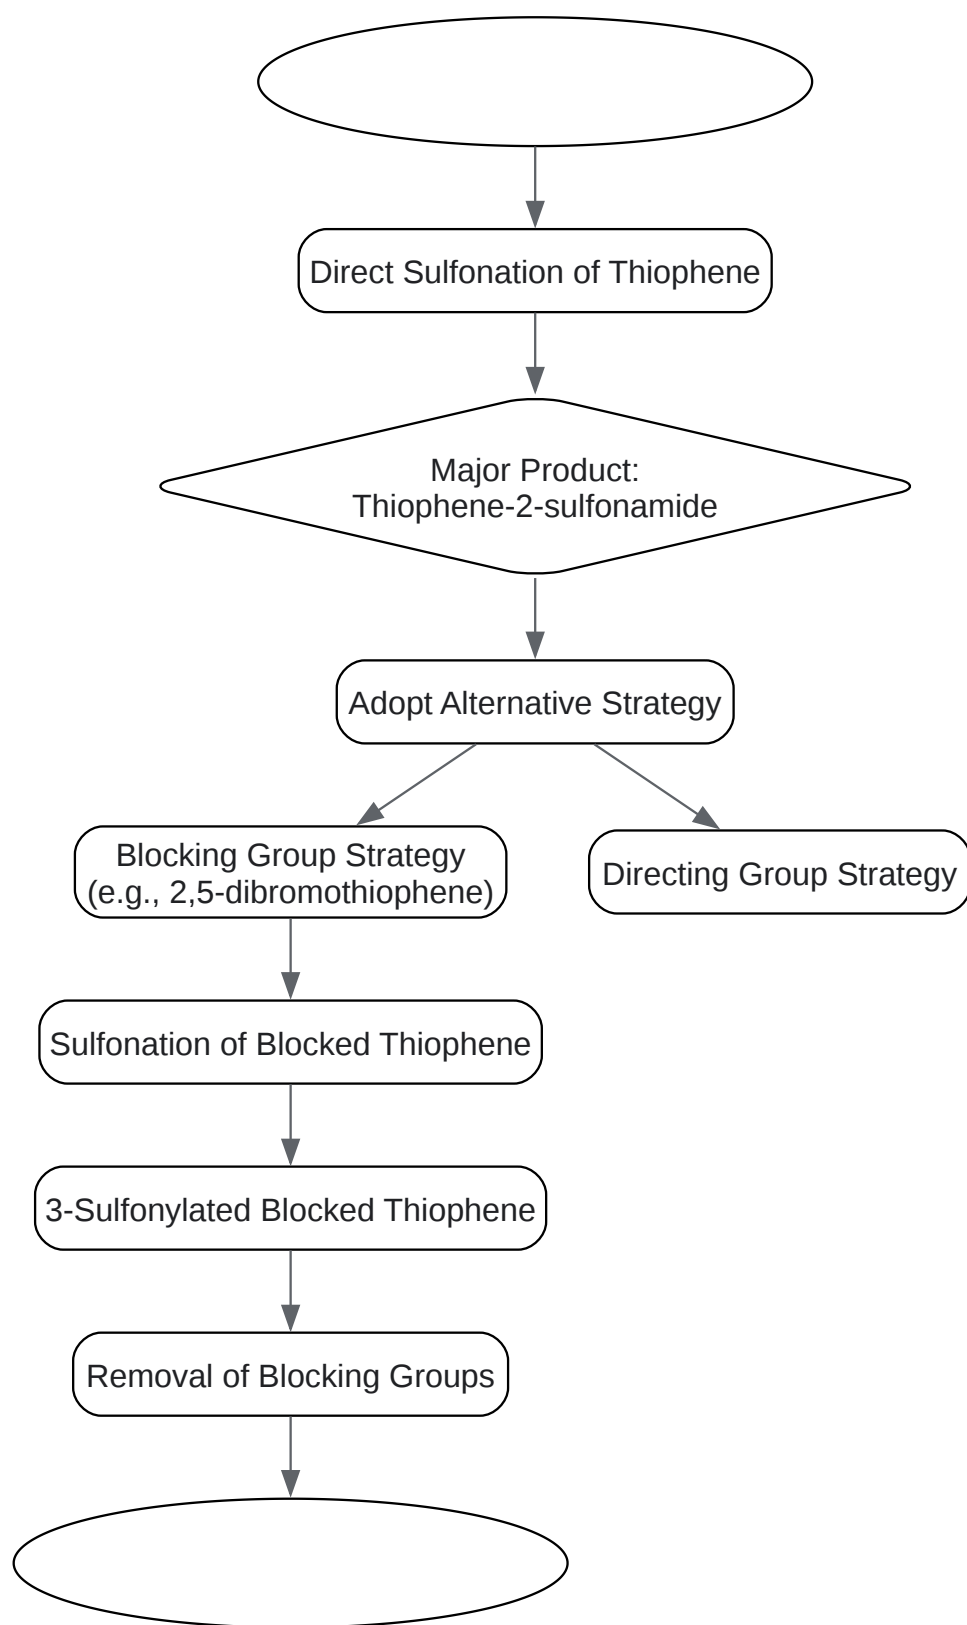 Direct Sulfonation of Thiophene
Major Product:
Thiophene-2-sulfonamide
Adopt Alternative Strategy
Blocking Group Strategy
(e.g., 2,5-dibromothiophene)
Directing Group Strategy
Sulfonation of Blocked Thiophene
3-Sulfonylated Blocked Thiophene
Removal of Blocking Groups